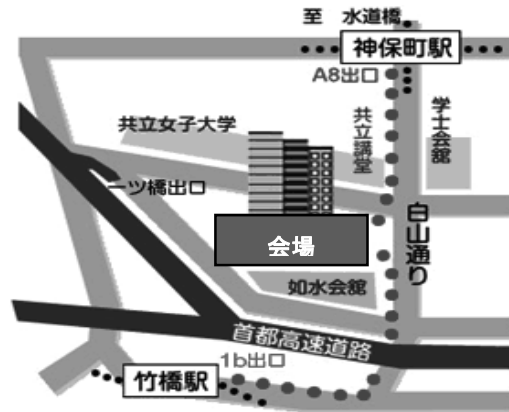 至 水道橋
神保町駅
A8出口
共立女子大学
共立講堂
学士会舘
一ツ橋出口
白山通り
会場
如水会舘
首都高速道路
1b出口
竹橋駅